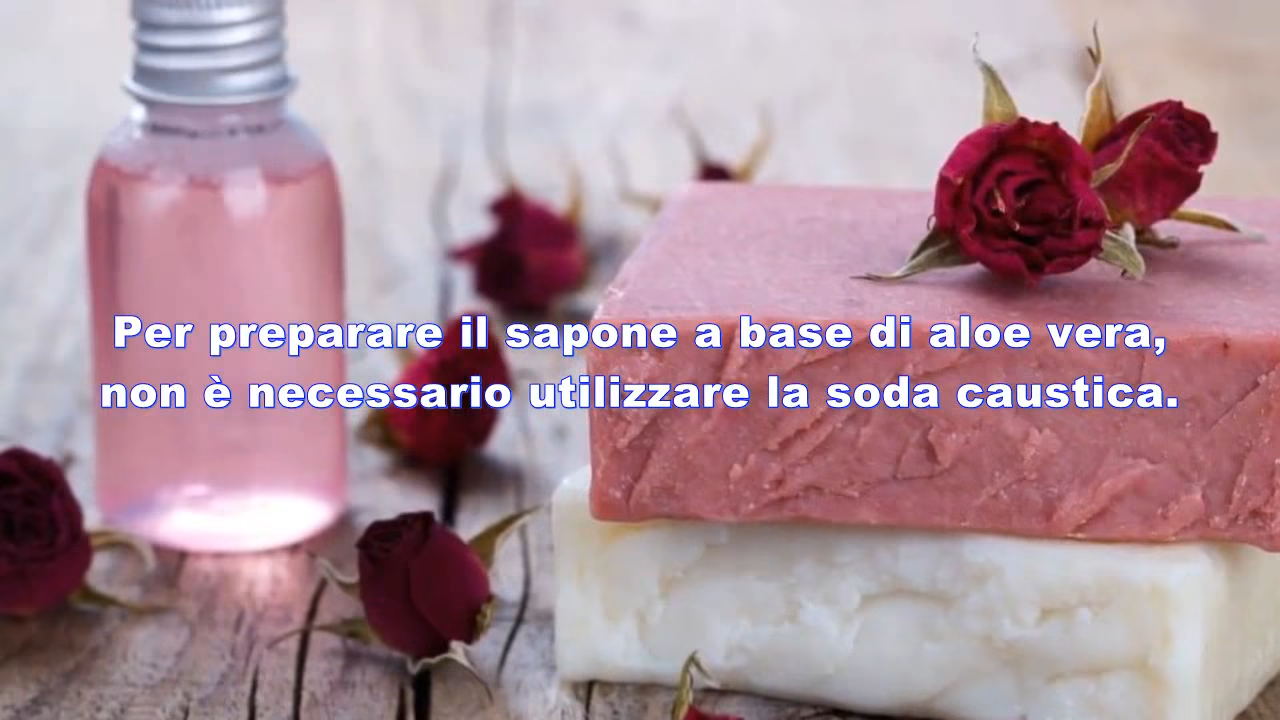 Per preparare il sapone a base di aloe vera,
non è necessario utilizzare la soda caustica.